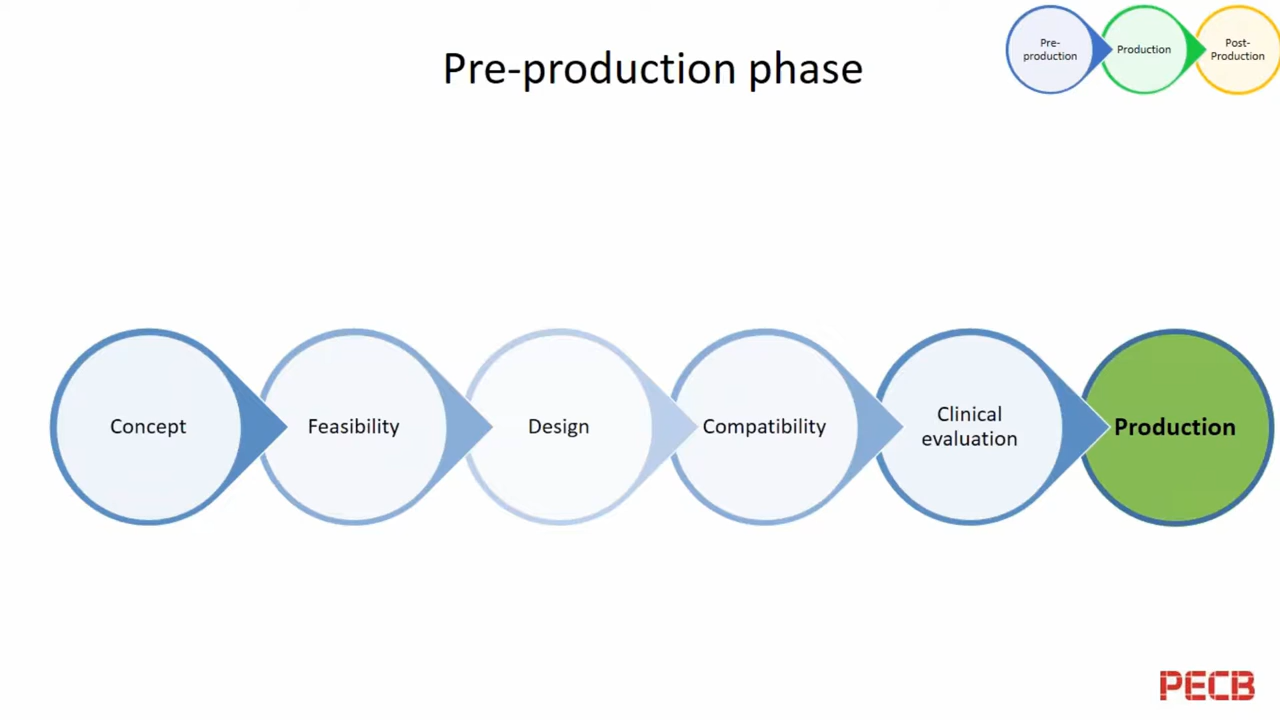 Pre-production phase
Pre-
production
Production
Post-
Production
Concept
Feasibility
Design
Compatibility
Clinical
evaluation
Production
PECB